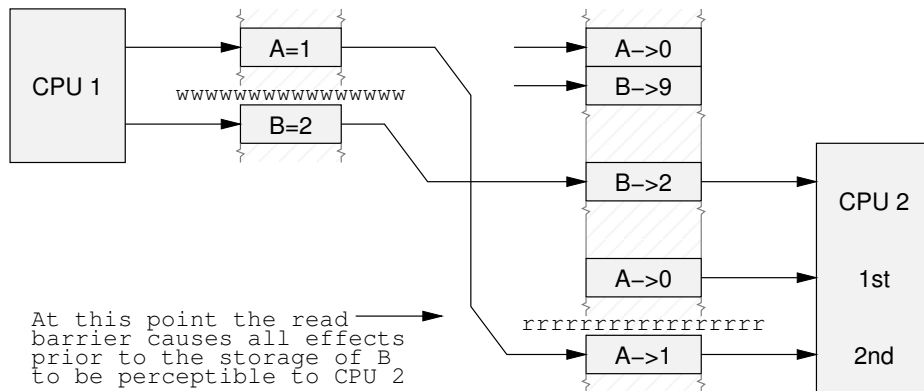 A=1
A->0
CPU 1
B->9
wwwwwwwwwwwwwwww
B=2
B->2
CPU 2
A->0
1st
At this point the read
rrrrrrrrrrrrrrrrr
barrier causes all effects
prior to the storage of B
A->1
2nd
to be perceptible to CPU 2